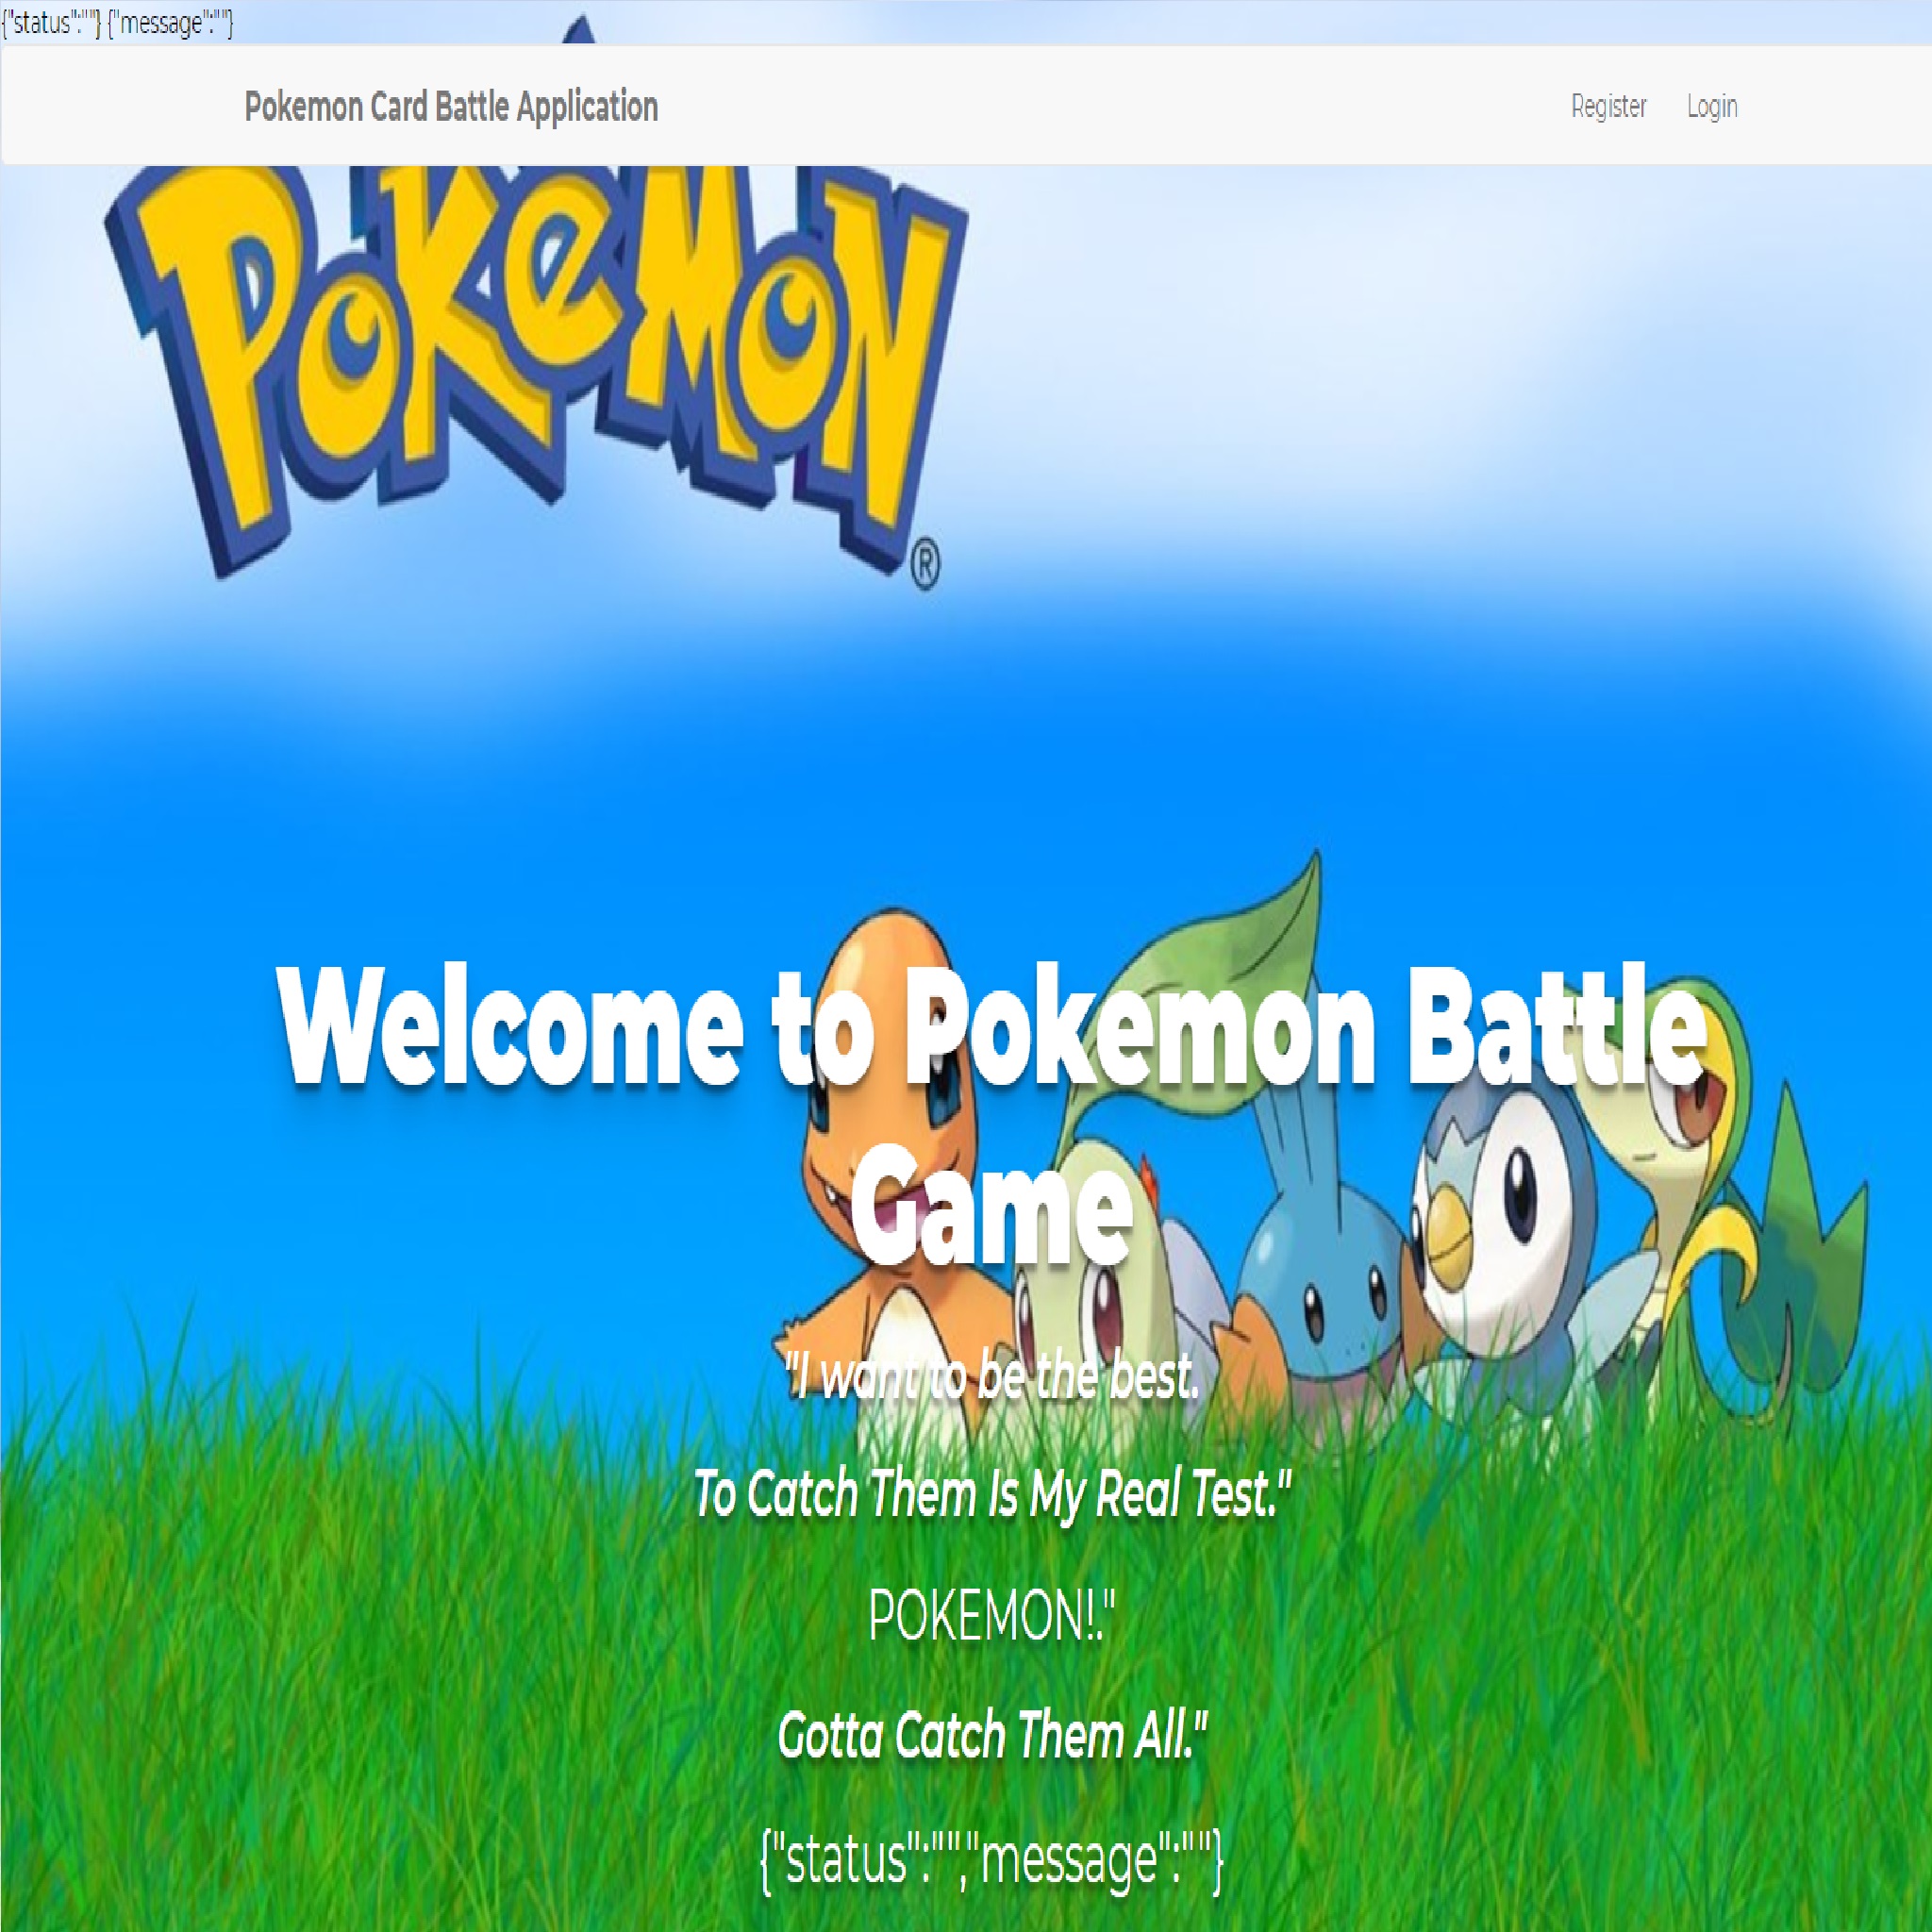 {"status":""} {"message":""}
Pokemon Card Battle Application
Register Login
POKéMON
®
Welcome to Pokemon Battle
Game
"I want to be the best.
To Catch Them Is My Real Test."
POKEMON!."
Gotta Catch Them All."
{"status":"","message":""}